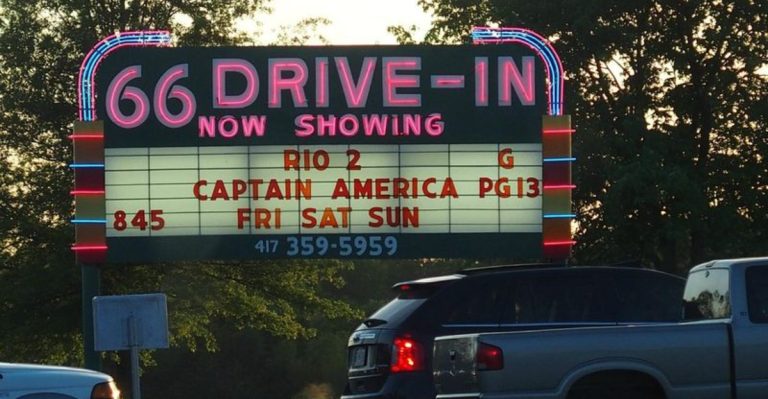 66 DRIVE-IN
NOW SHOWING
RIO 2 G
CAPTAIN AMERICA PG13
845 FRI SAT SUN
417 359-5959